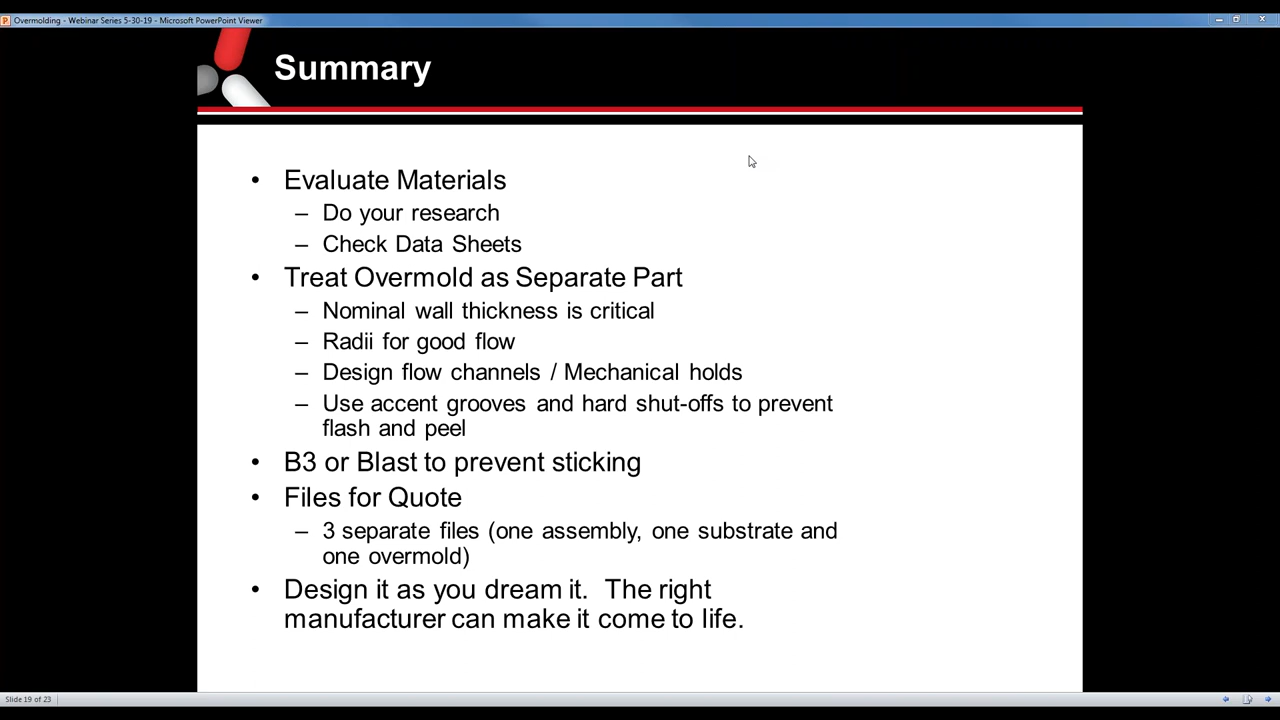 Overmolding - Webinar Series 5-30-19 - Microsoft PowerPoint Viewer
Summary
• Evaluate Materials
– Do your research
– Check Data Sheets
• Treat Overmold as Separate Part
– Nominal wall thickness is critical
– Radii for good flow
– Design flow channels / Mechanical holds
– Use accent grooves and hard shut-offs to prevent
flash and peel
• B3 or Blast to prevent sticking
• Files for Quote
– 3 separate files (one assembly, one substrate and
one overmold)
• Design it as you dream it.  The right
manufacturer can make it come to life.
Slide 19 of 23